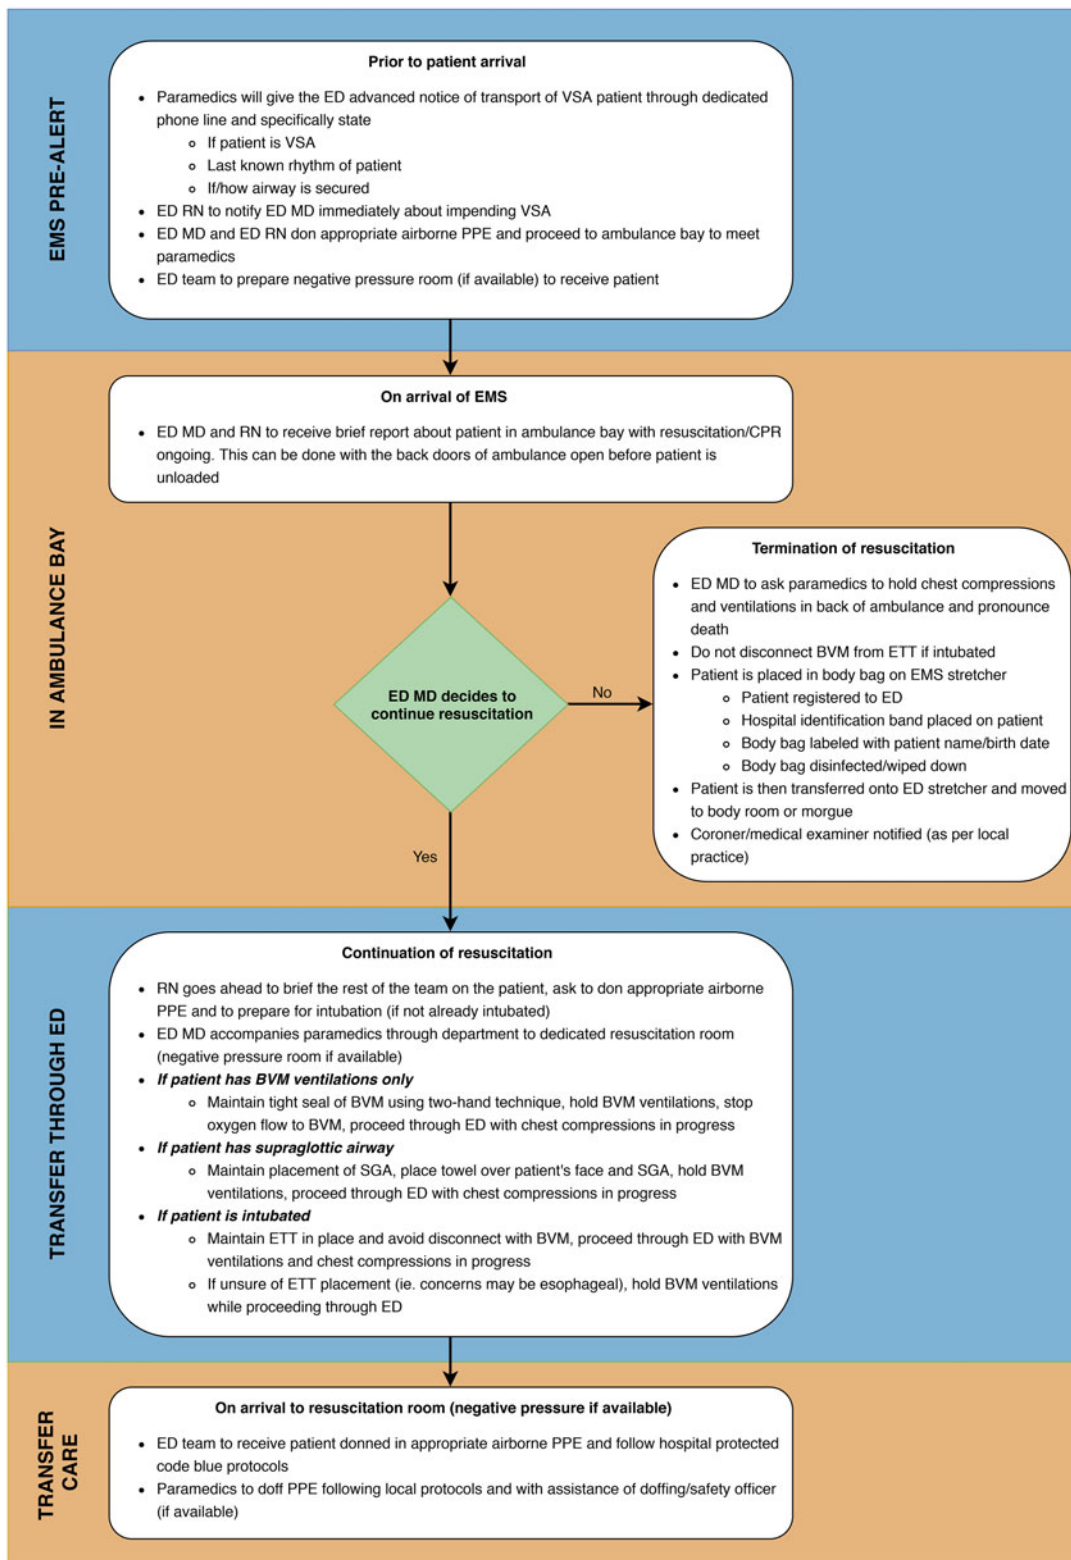 EMS PRE-ALERT
Prior to patient arrival
• Paramedics will give the ED advanced notice of transport of VSA patient through dedicated
phone line and specifically state
o If patient is VSA
o Last known rhythm of patient
o If/how airway is secured
• ED RN to notify ED MD immediately about impending VSA
• ED MD and ED RN don appropriate airborne PPE and proceed to ambulance bay to meet
paramedics
• ED team to prepare negative pressure room (if available) to receive patient
IN AMBULANCE BAY
On arrival of EMS
• ED MD and RN to receive brief report about patient in ambulance bay with resuscitation/CPR
ongoing. This can be done with the back doors of ambulance open before patient is
unloaded
ED MD decides to
continue resuscitation
No
Termination of resuscitation
• ED MD to ask paramedics to hold chest compressions
and ventilations in back of ambulance and pronounce
death
• Do not disconnect BVM from ETT if intubated
• Patient is placed in body bag on EMS stretcher
o Patient registered to ED
o Hospital identification band placed on patient
o Body bag labeled with patient name/birth date
o Body bag disinfected/wiped down
• Patient is then transferred onto ED stretcher and moved
to body room or morgue
• Coroner/medical examiner notified (as per local
practice)
Yes
TRANSFER THROUGH ED
Continuation of resuscitation
• RN goes ahead to brief the rest of the team on the patient, ask to don appropriate airborne
PPE and to prepare for intubation (if not already intubated)
• ED MD accompanies paramedics through department to dedicated resuscitation room
(negative pressure room if available)
• If patient has BVM ventilations only
o Maintain tight seal of BVM using two-hand technique, hold BVM ventilations, stop
oxygen flow to BVM, proceed through ED with chest compressions in progress
• If patient has supraglottic airway
o Maintain placement of SGA, place towel over patient's face and SGA, hold BVM
ventilations, proceed through ED with chest compressions in progress
• If patient is intubated
o Maintain ETT in place and avoid disconnect with BVM, proceed through ED with BVM
ventilations and chest compressions in progress
o If unsure of ETT placement (ie. concerns may be esophageal), hold BVM ventilations
while proceeding through ED
TRANSFER
CARE
On arrival to resuscitation room (negative pressure if available)
• ED team to receive patient donned in appropriate airborne PPE and follow hospital protected
code blue protocols
• Paramedics to doff PPE following local protocols and with assistance of doffing/safety officer
(if available)